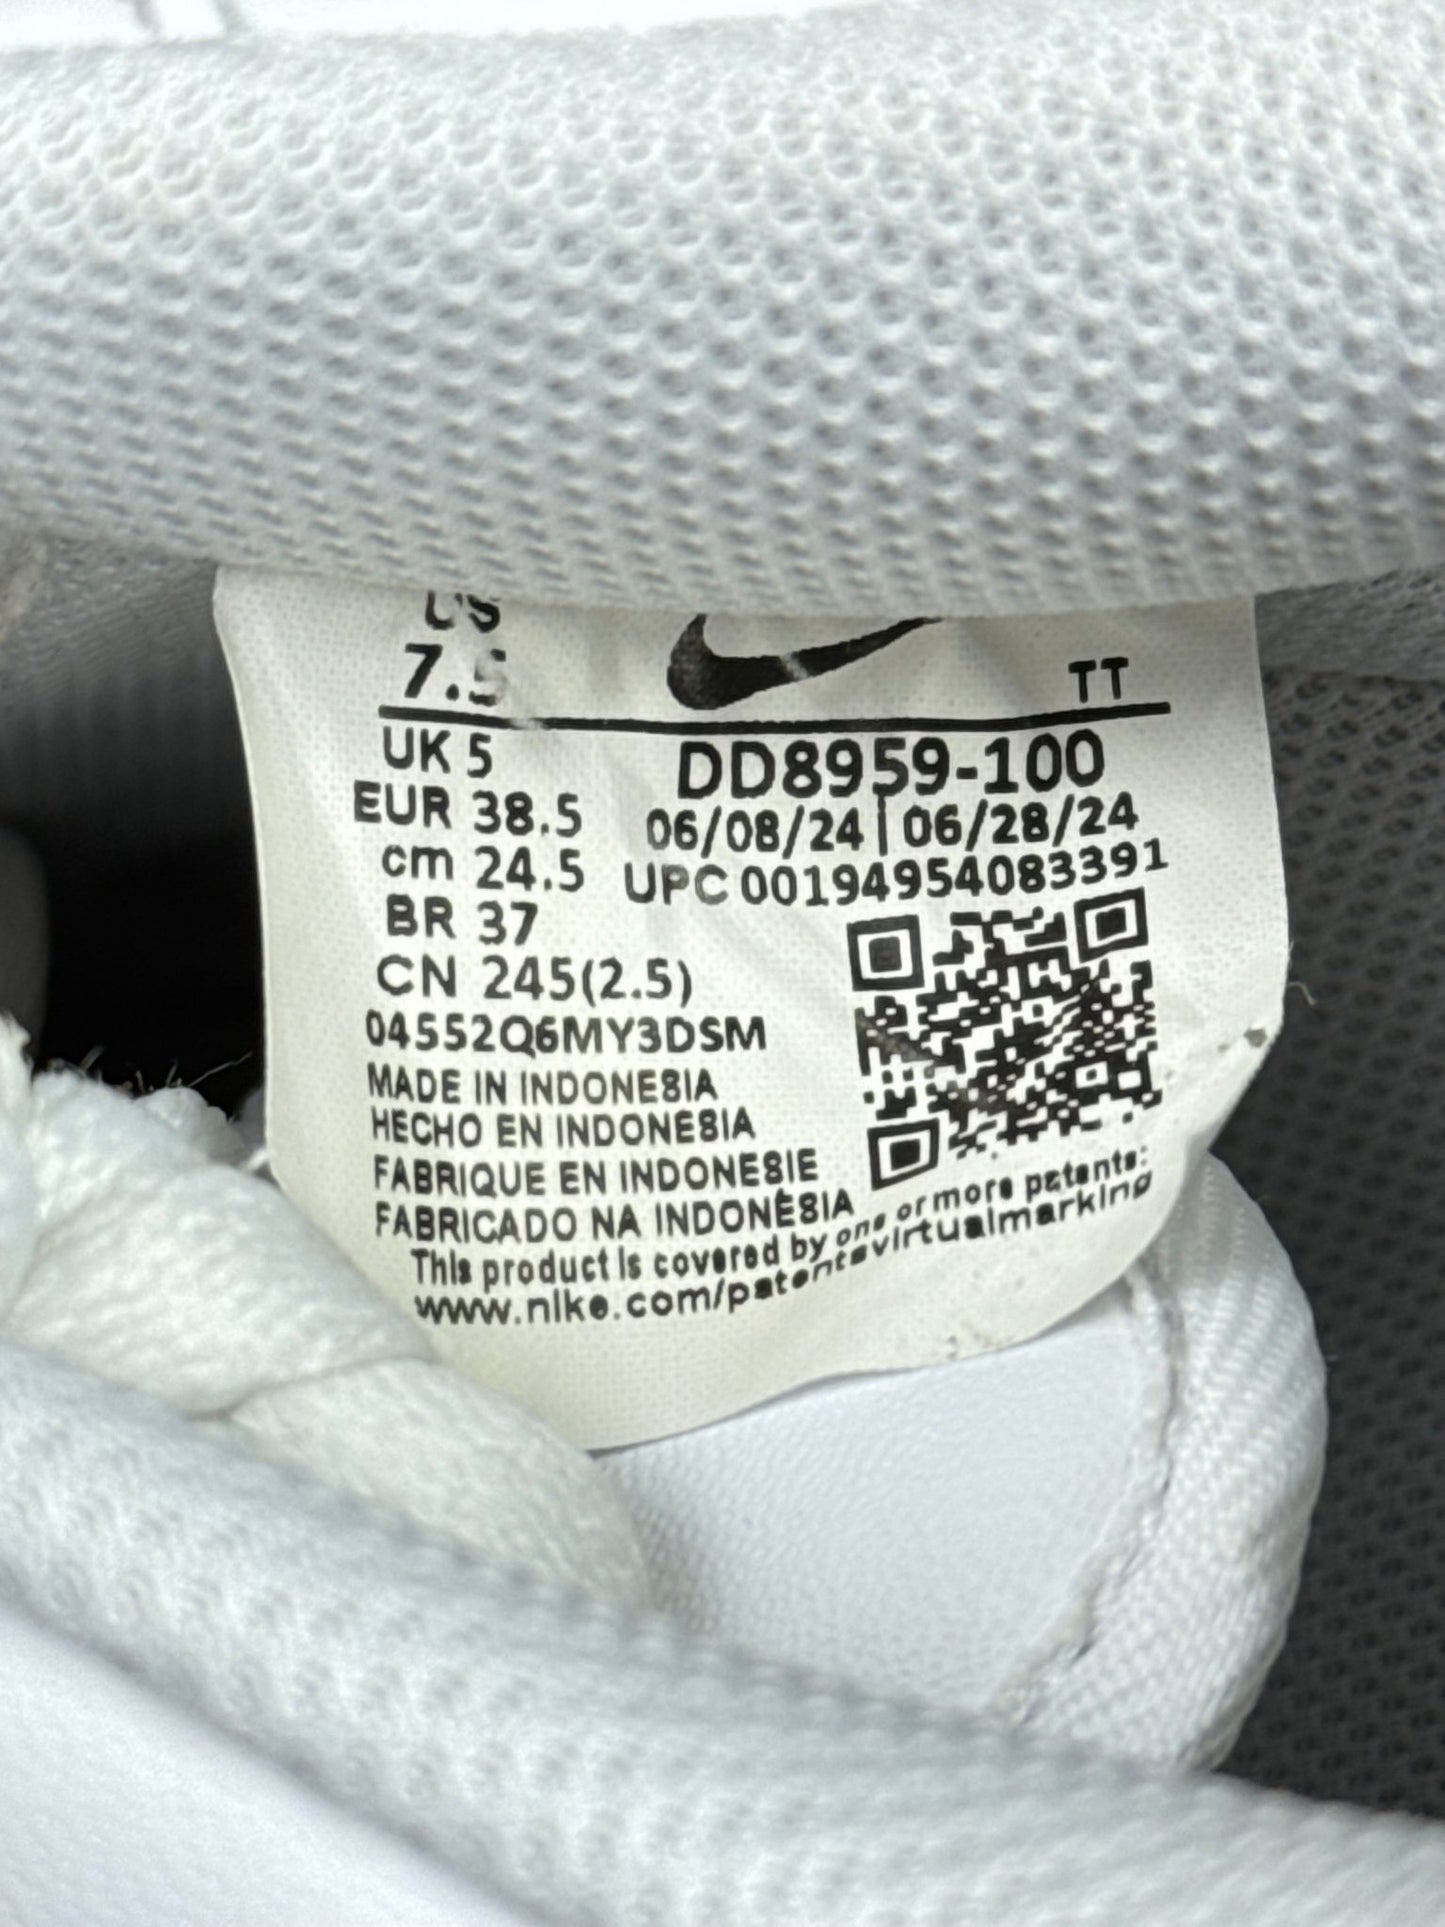 US
7.5
TT
UK 5
DD8959-100
EUR 38.5
06/08/24 | 06/28/24
cm 24.5
UPC 00194954083391
BR 37
CN 245(2.5)
04552Q6MY3DSM
MADE IN INDONESIA
HECHO EN INDONESIA
FABRIQUE EN INDONESIE
FABRICADO NA INDONÉSIA
This product is covered by one or more patents:
www.nike.com/patentsvirtualmarking